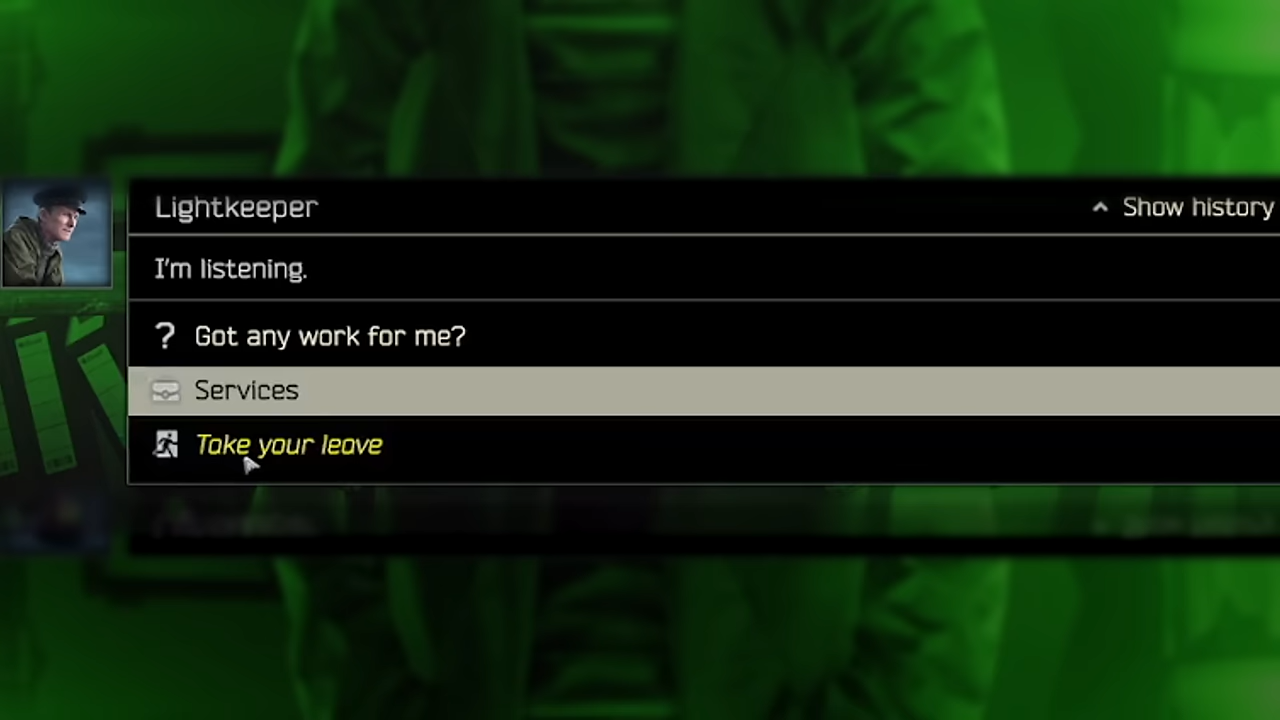 Lightkeeper
Show history
I'm listening.
? Got any work for me?
Services
Take your leave